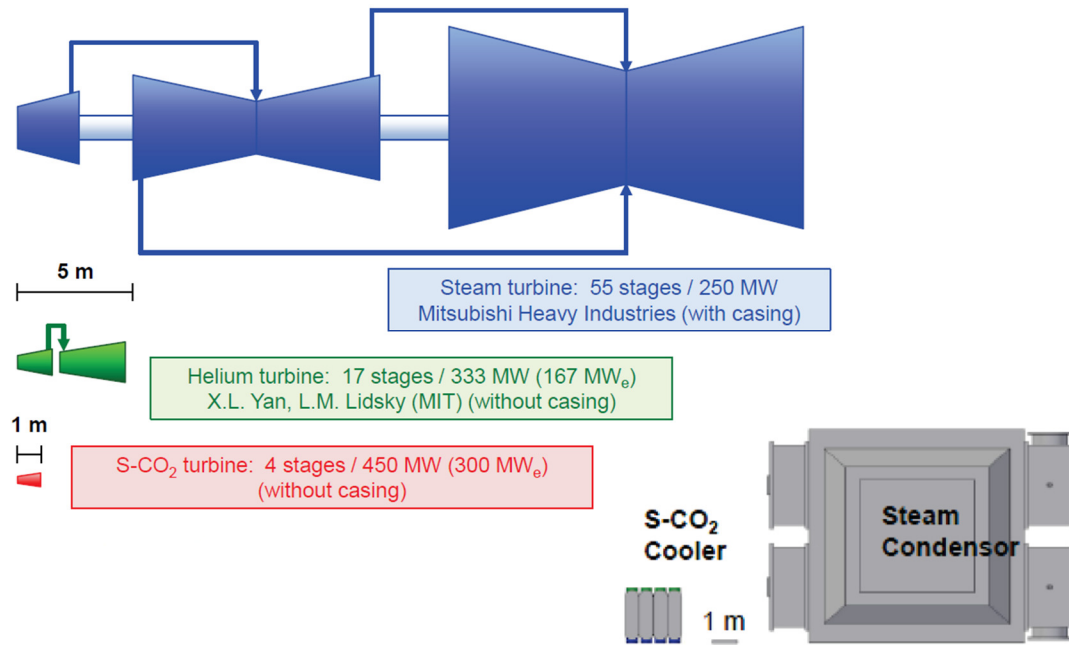 5 m
Steam turbine: 55 stages / 250 MW
Mitsubishi Heavy Industries (with casing)
Helium turbine: 17 stages / 333 MW (167 MWₑ)
X.L. Yan, L.M. Lidsky (MIT) (without casing)
1 m
S-CO₂ turbine: 4 stages / 450 MW (300 MWₑ)
(without casing)
S-CO₂
Cooler
Steam
Condensor
1 m